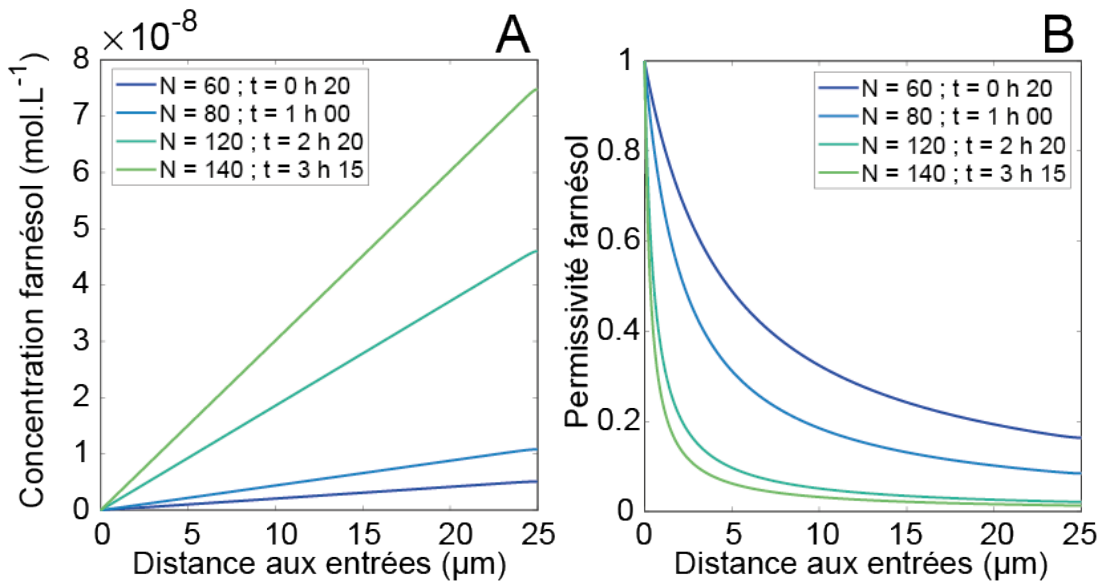 ×10⁻⁸
A
Concentration farnésol (mol.L⁻¹)
8
7
6
5
4
3
2
1
0
N = 60 ; t = 0 h 20
N = 80 ; t = 1 h 00
N = 120 ; t = 2 h 20
N = 140 ; t = 3 h 15
0 5 10 15 20 25
Distance aux entrées (µm)
B
Permissivité farnésol
1
0.8
0.6
0.4
0.2
0
N = 60 ; t = 0 h 20
N = 80 ; t = 1 h 00
N = 120 ; t = 2 h 20
N = 140 ; t = 3 h 15
0 5 10 15 20 25
Distance aux entrées (µm)